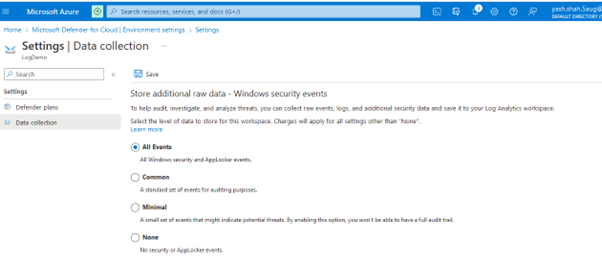 Microsoft Azure
Search resources, services, and docs (G+/)
4
yash.shah.Saug@
DEFAULT DIRECTORY (
Home > Microsoft Defender for Cloud | Environment settings > Settings
Settings | Data collection ...
LogDemo
Search
«
Save
Settings
Defender plans
Data collection
Store additional raw data - Windows security events
To help audit, investigate, and analyze threats, you can collect raw events, logs, and additional security data and save it to your Log Analytics workspace.
Select the level of data to store for this workspace. Charges will apply for all settings other than "None".
Learn more
All Events
All Windows security and AppLocker events.
Common
A standard set of events for auditing purposes.
Minimal
A small set of events that might indicate potential threats. By enabling this option, you won't be able to have a full audit trail.
None
No security or AppLocker events.